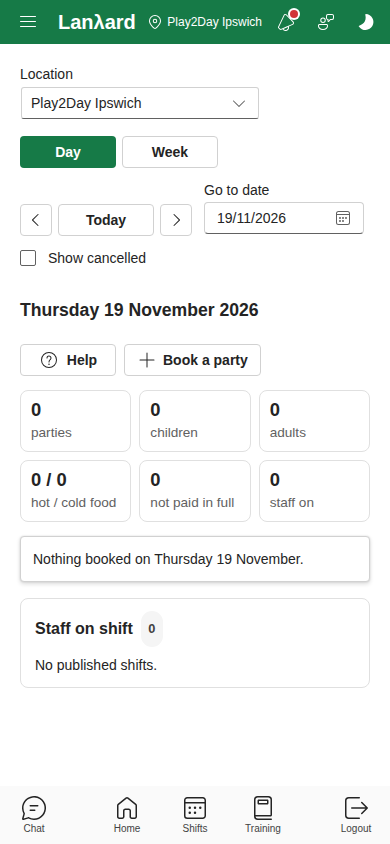 Lanλard
Play2Day Ipswich
Location
Play2Day Ipswich
Day
Week
Go to date
Today
19/11/2026
Show cancelled
Thursday 19 November 2026
Help
Book a party
0
parties
0
children
0
adults
0 / 0
hot / cold food
0
not paid in full
0
staff on
Nothing booked on Thursday 19 November.
Staff on shift 0
No published shifts.
Chat
Home
Shifts
Training
Logout